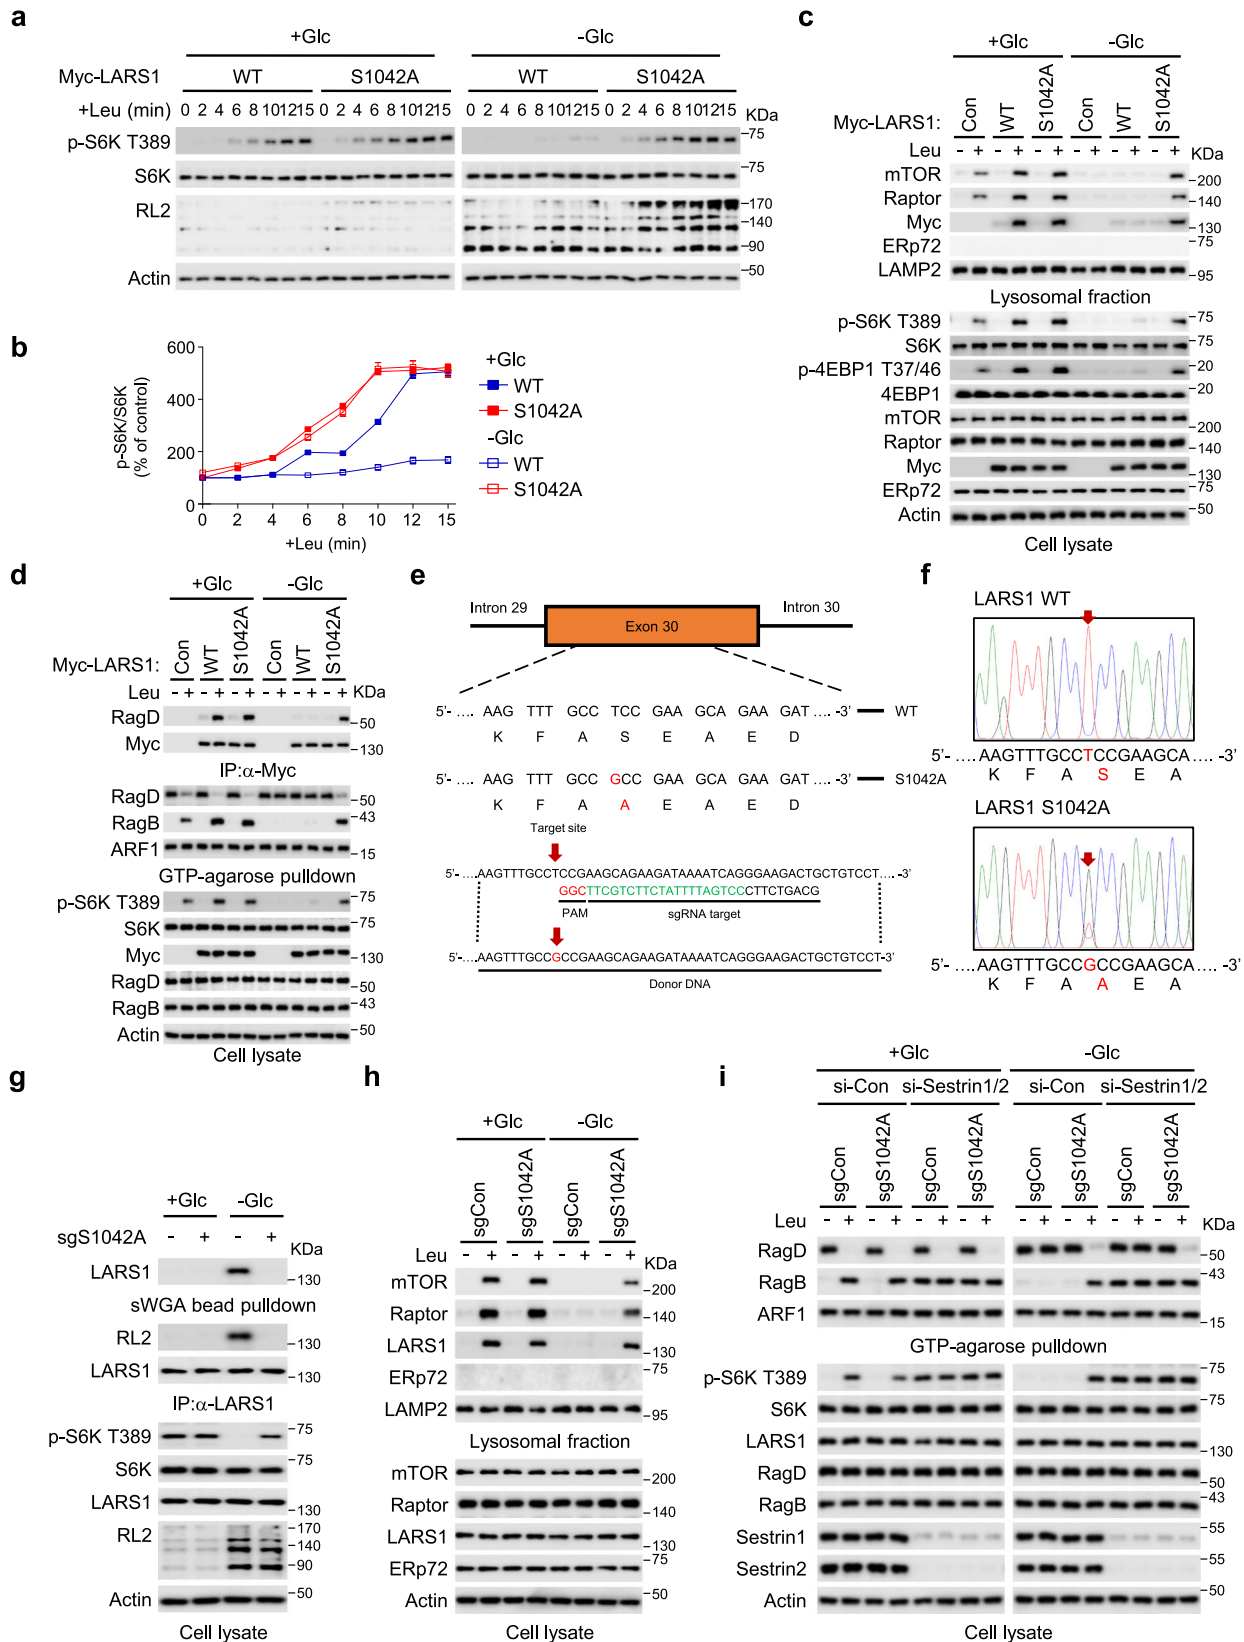 a
+Glc -Glc
Myc-LARS1 WT S1042A WT S1042A
+Leu (min) 0 2 4 6 8 10 12 15 0 2 4 6 8 10 12 15 0 2 4 6 8 10 12 15 0 2 4 6 8 10 12 15 KDa
p-S6K T389 75
S6K 75
RL2 170
140
90
Actin 50
b
p-S6K/S6K
(% of control)
600
400
200
0
0 2 4 6 8 10 12 15
+Leu (min)
+Glc
WT
S1042A
-Glc
WT
S1042A
c
+Glc -Glc
Myc-LARS1: Con WT S1042A Con WT S1042A
Leu - + - + - + - + - + - + KDa
mTOR 200
Raptor 140
Myc 130
ERp72 75
LAMP2 95
Lysosomal fraction
p-S6K T389 75
S6K 75
p-4EBP1 T37/46 20
4EBP1 20
mTOR 200
Raptor 140
Myc 130
ERp72 75
Actin 50
Cell lysate
d
+Glc -Glc
Myc-LARS1: Con WT S1042A Con WT S1042A
Leu - + - + - + - + - + - + KDa
RagD 50
Myc 130
IP:α-Myc
RagD 50
RagB 43
ARF1 15
GTP-agarose pulldown
p-S6K T389 75
S6K 75
Myc 130
RagD 50
RagB 43
Actin 50
Cell lysate
e
Intron 29 Exon 30 Intron 30
5'- .... AAG TTT GCC TCC GAA GCA GAA GAT .... -3' WT
K F A S E A E D
5'- .... AAG TTT GCC GCC GAA GCA GAA GAT .... -3' S1042A
K F A A E A E D
Target site
5'- ....AAGTTTGCCTCCGAAGCAGAAGATAAAATCAGGGAAGACTGCTGTCCT.... -3'
GGCTTCGTCTTCTATTTTAGTCCCTTCTGACG
PAM sgRNA target
5'- ....AAGTTTGCCGCCGAAGCAGAAGATAAAATCAGGGAAGACTGCTGTCCT-3'
Donor DNA
f
LARS1 WT
5'- ....AAGTTTGCCTCCGAAGCA.... -3'
K F A S E A
LARS1 S1042A
5'- ....AAGTTTGCCGCCGAAGCA.... -3'
K F A A E A
g
+Glc -Glc
sgS1042A - + - + KDa
LARS1 130
sWGA bead pulldown
RL2 130
LARS1 130
IP:α-LARS1
p-S6K T389 75
S6K 75
LARS1 130
RL2 170
140
90
Actin 50
Cell lysate
h
+Glc -Glc
sgCon sgS1042A sgCon sgS1042A
Leu - + - + - + - + KDa
mTOR 200
Raptor 140
LARS1 130
ERp72 75
LAMP2 95
Lysosomal fraction
mTOR 200
Raptor 140
LARS1 130
ERp72 75
Actin 50
Cell lysate
i
+Glc -Glc
si-Con si-Sestrin1/2 si-Con si-Sestrin1/2
sgCon sgS1042A sgCon sgS1042A sgCon sgS1042A sgCon sgS1042A
Leu - + - + - + - + - + - + - + - + KDa
RagD 50
RagB 43
ARF1 15
GTP-agarose pulldown
p-S6K T389 75
S6K 75
LARS1 130
RagD 50
RagB 43
Sestrin1 55
Sestrin2 55
Actin 50
Cell lysate